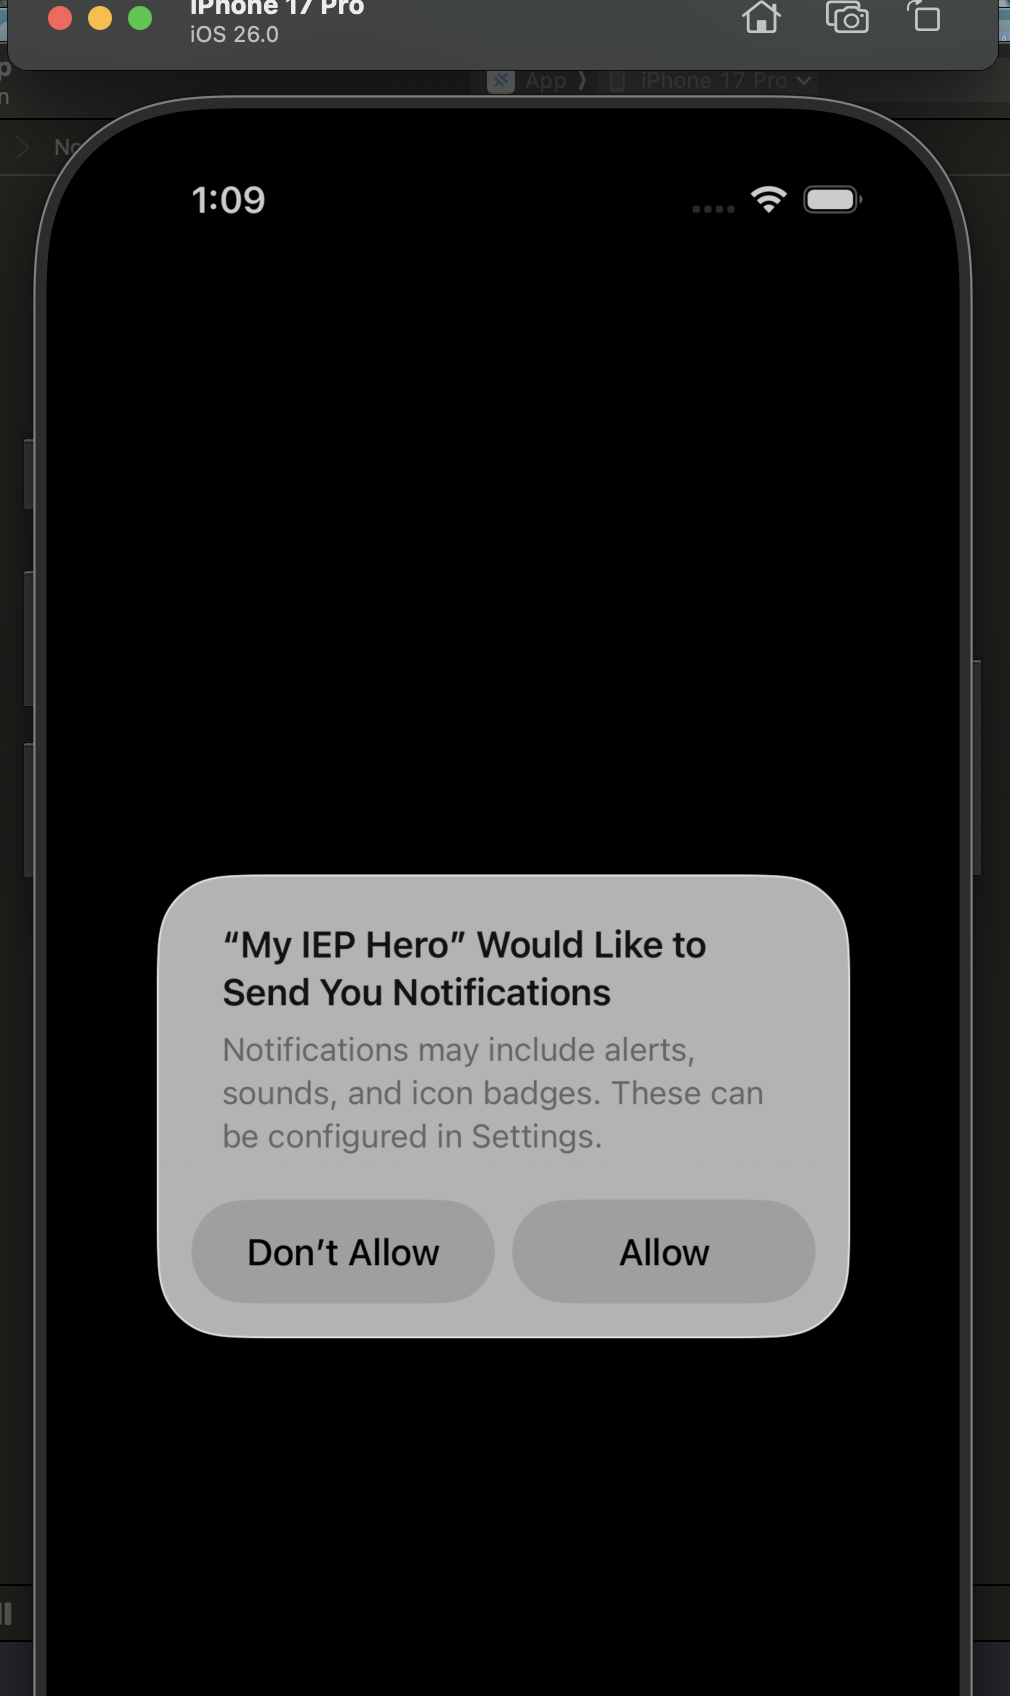 iPhone 17 Pro
iOS 26.0
App
iPhone 17 Pro
1:09
“My IEP Hero” Would Like to
Send You Notifications
Notifications may include alerts,
sounds, and icon badges. These can
be configured in Settings.
Don’t Allow
Allow